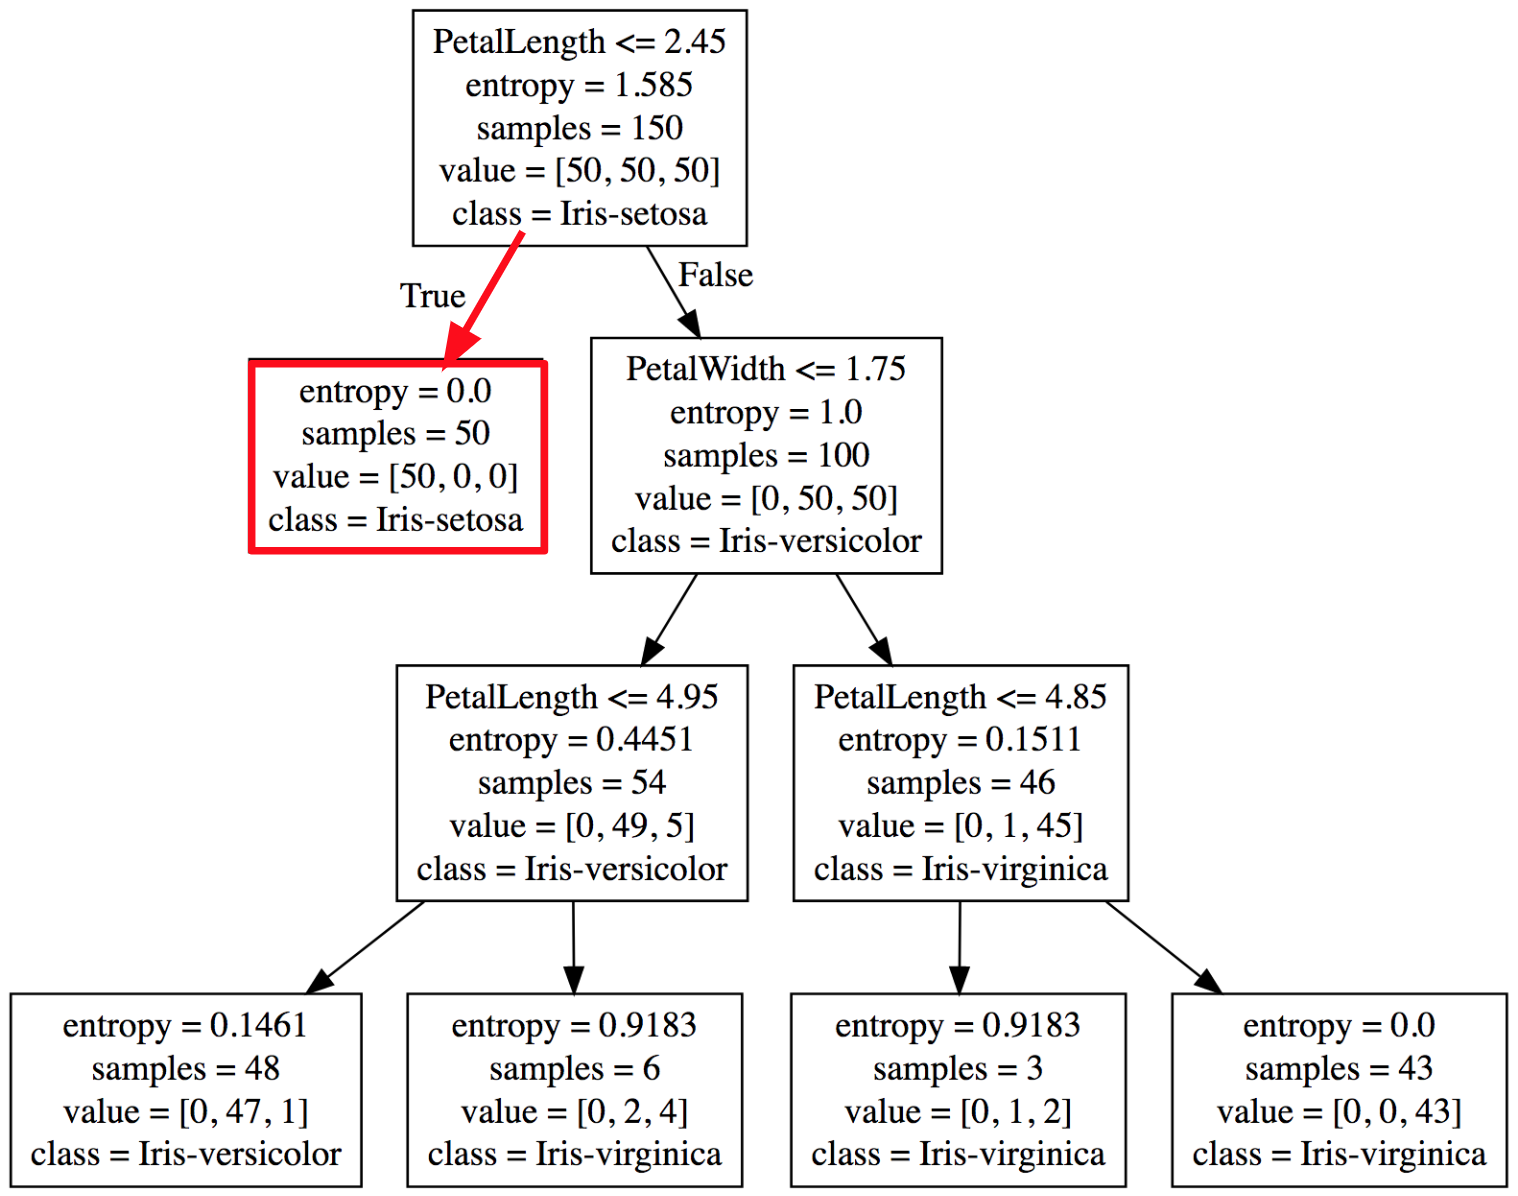 PetalLength <= 2.45
entropy = 1.585
samples = 150
value = [50, 50, 50]
class = Iris-setosa
True
False
entropy = 0.0
samples = 50
value = [50, 0, 0]
class = Iris-setosa
PetalWidth <= 1.75
entropy = 1.0
samples = 100
value = [0, 50, 50]
class = Iris-versicolor
PetalLength <= 4.95
entropy = 0.4451
samples = 54
value = [0, 49, 5]
class = Iris-versicolor
PetalLength <= 4.85
entropy = 0.1511
samples = 46
value = [0, 1, 45]
class = Iris-virginica
entropy = 0.1461
samples = 48
value = [0, 47, 1]
class = Iris-versicolor
entropy = 0.9183
samples = 6
value = [0, 2, 4]
class = Iris-virginica
entropy = 0.9183
samples = 3
value = [0, 1, 2]
class = Iris-virginica
entropy = 0.0
samples = 43
value = [0, 0, 43]
class = Iris-virginica